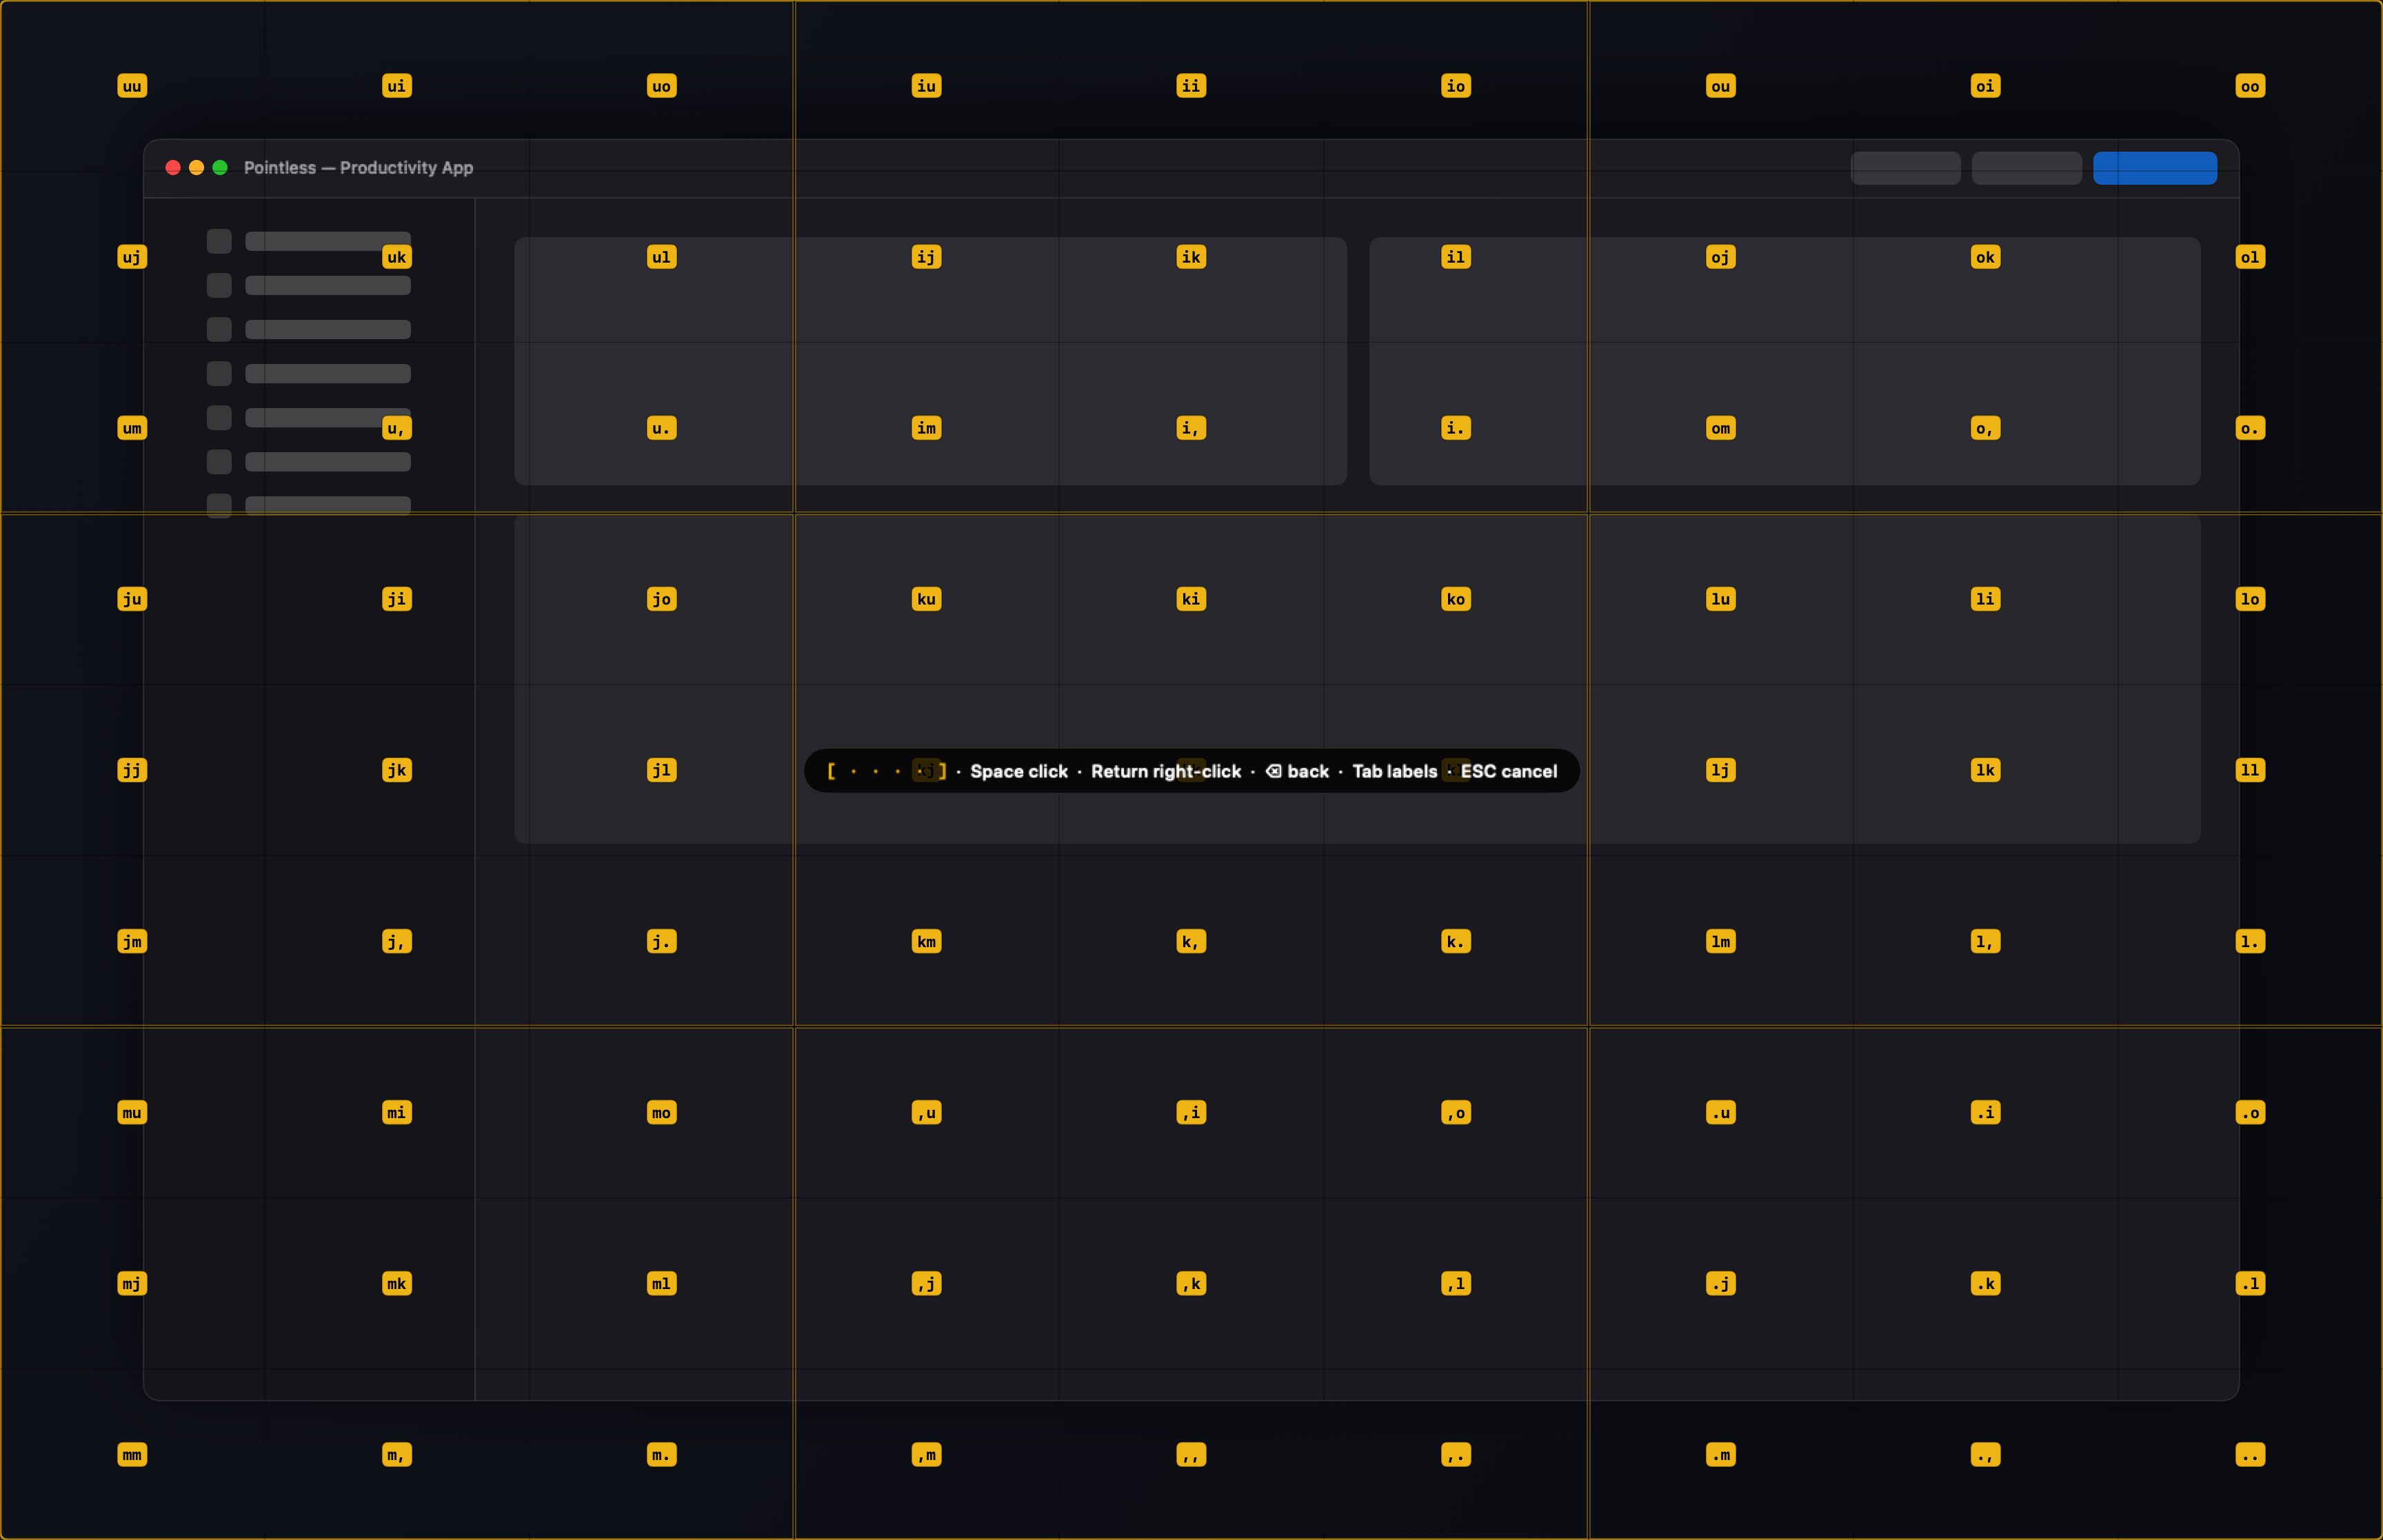 uu ui uo iu ii io ou oi oo
Pointless — Productivity App
uj uk ul ij ik il oj ok ol
um u, u. im i, i. om o, o.
ju ji jo ku ki ko lu li lo
jj jk jl [ · · · · ] · Space click · Return right-click · ⌫ back · Tab labels · ESC cancel lj lk ll
jm j, j. km k, k. lm l, l.
mu mi mo ,u ,i ,o .u .i .o
mj mk ml ,j ,k ,l .j .k .l
mm m, m. ,m ,, ,. .m ., ..